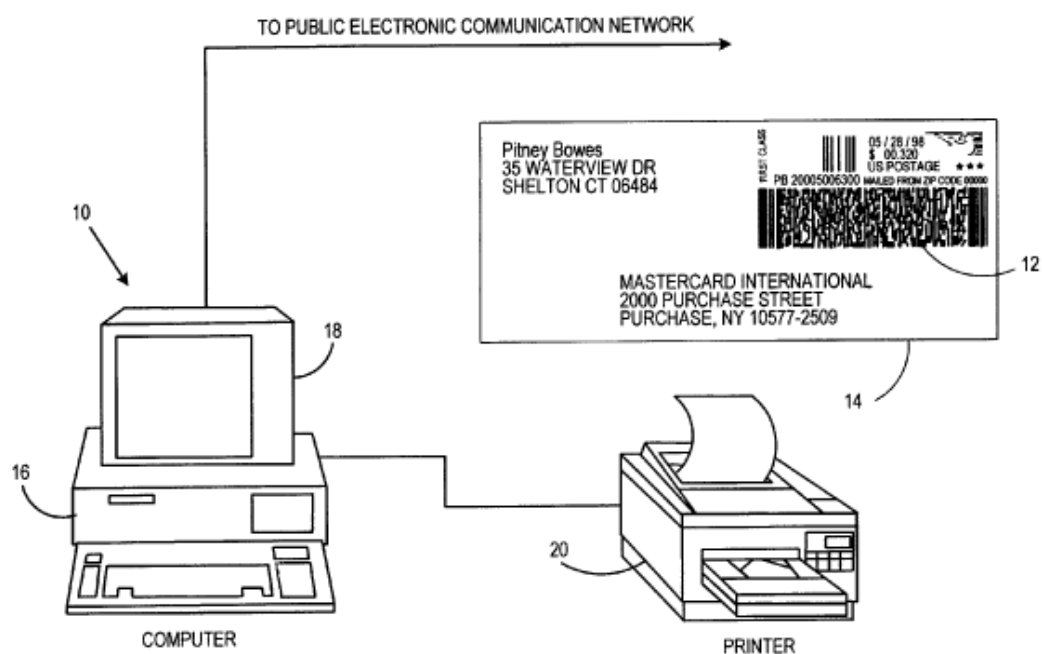 TO PUBLIC ELECTRONIC COMMUNICATION NETWORK
Pitney Bowes
35 WATERVIEW DR
SHELTON CT 06484
FIRST CLASS
05 / 28 / 98
$ 00.320
US POSTAGE ★★★
PB 20005006300 MAILED FROM ZIP CODE 00000
12
MASTERCARD INTERNATIONAL
2000 PURCHASE STREET
PURCHASE, NY 10577-2509
14
10
18
16
20
COMPUTER
PRINTER